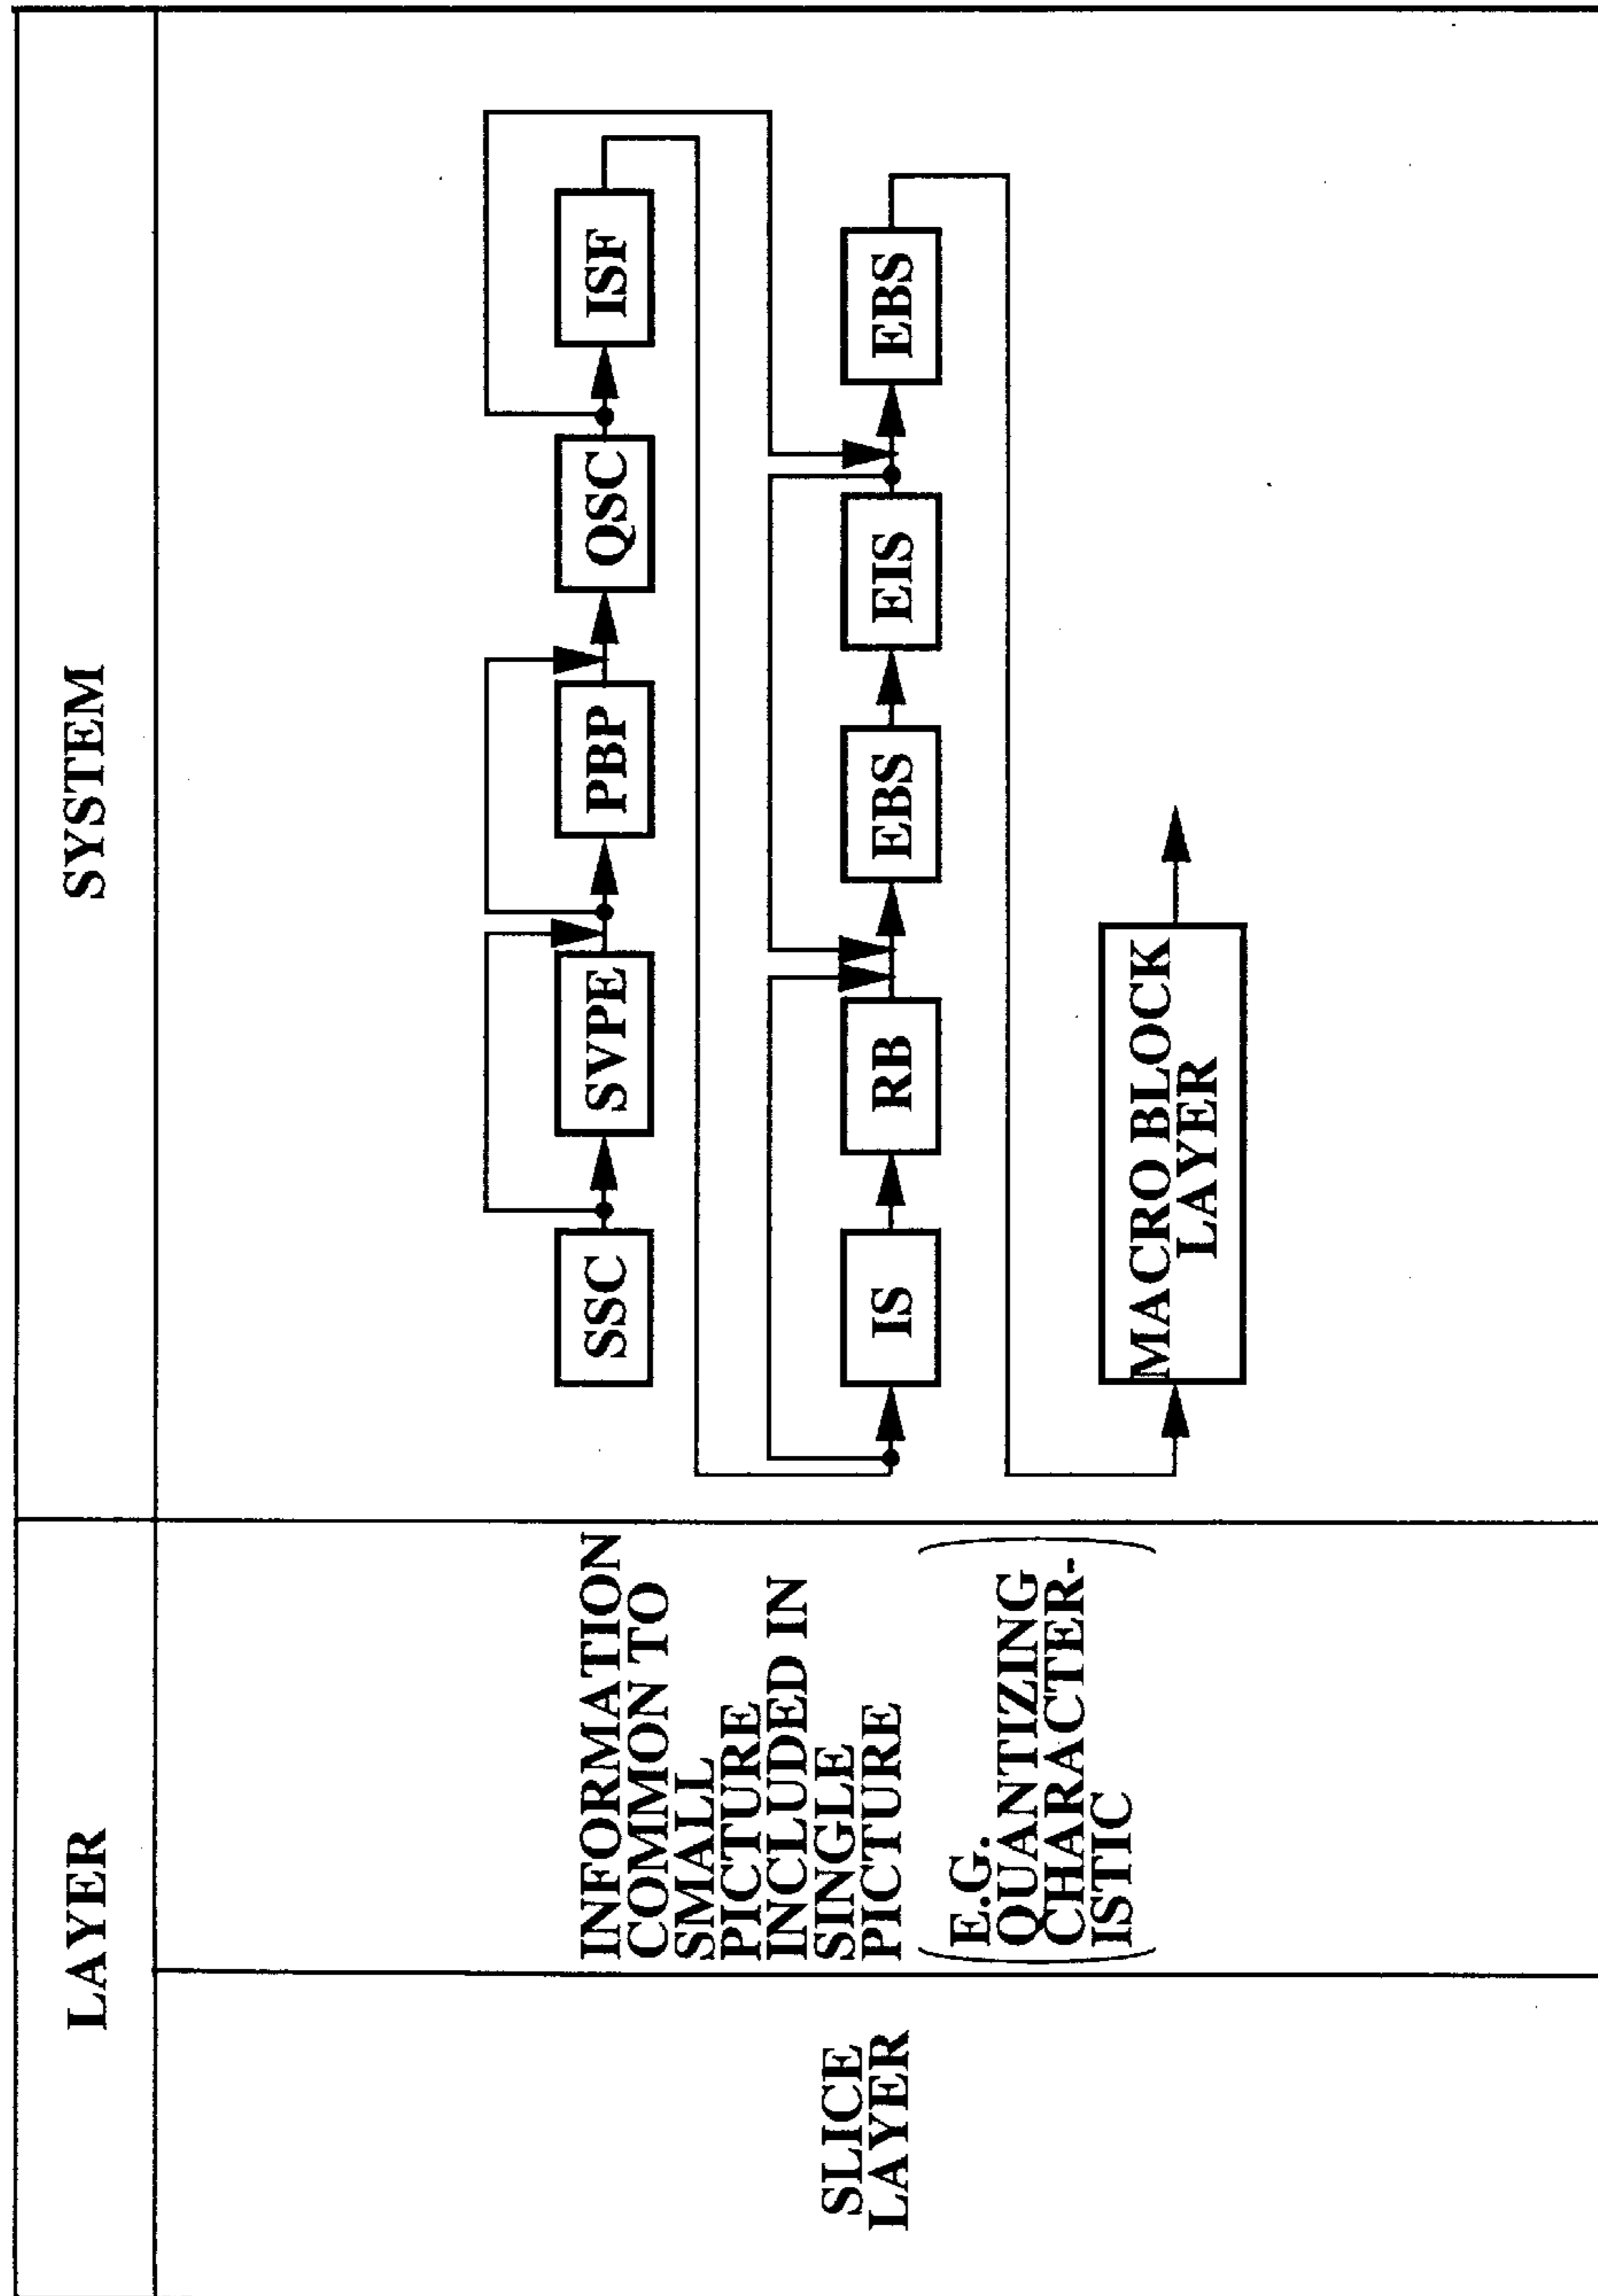 LAYER
SYSTEM
SLICE
LAYER
INFORMATION
COMMON TO
SMALL
PICTURE
INCLUDED IN
SINGLE
PICTURE
E.G.
QUANTIZING
CHARACTER-
ISTIC
SSC
SVPE
PBP
QSC
ISF
IS
RB
EBS
EIS
EBS
MACRO BLOCK
LAYER